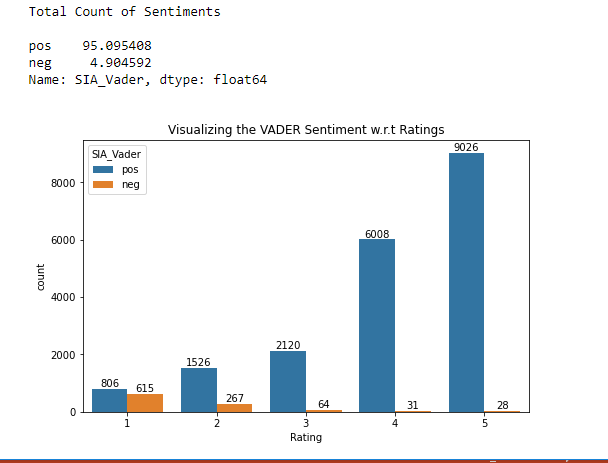 Total Count of Sentiments
pos 95.095408
neg 4.904592
Name: SIA_Vader, dtype: float64
Visualizing the VADER Sentiment w.r.t Ratings
SIA_Vader
pos
neg
9026
8000
6008
6000
count
4000
2120
2000
1526
806
615
267
64
31
28
0
1 2 3 4 5
Rating